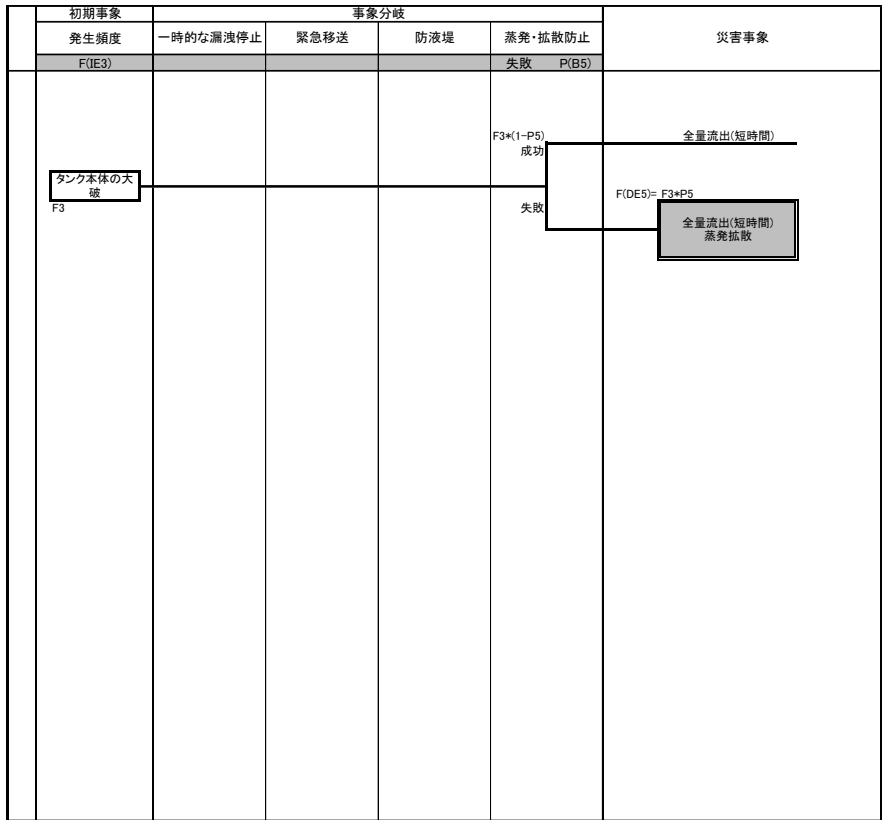 初期事象
事象分岐
発生頻度
一時的な漏洩停止
緊急移送
防液堤
蒸発・拡散防止
災害事象
F(IE3)
失敗 P(B5)
F3*(1-P5)
成功
全量流出(短時間)
タンク本体の大
破
F3
失敗
F(DE5)= F3*P5
全量流出(短時間)
蒸発拡散